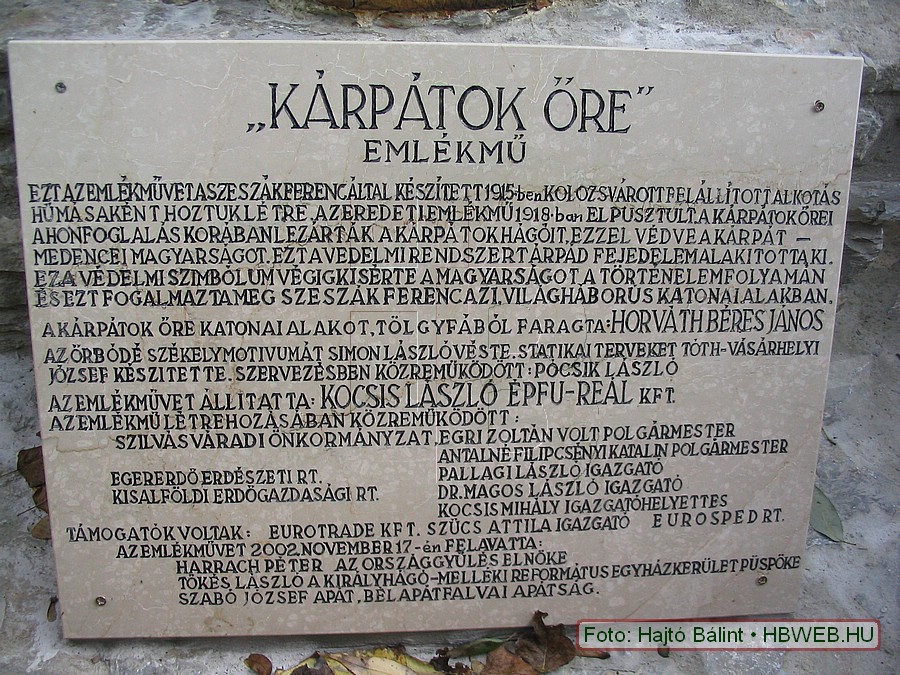 „KÁRPÁTOK ŐRE”
EMLÉKMŰ
EZT AZ EMLÉKMŰVET A SZESZÁK FERENC ÁLTAL KÉSZÍTETT 1915-ben KOLOZSVÁROTT FELÁLLÍTOTT ALKOTÁS
HŰ MÁSAKÉNT HOZTUK LÉTRE. AZ EREDETI EMLÉKMŰ 1918-ban ELPUSZTULT. A KÁRPÁTOK ŐREI
A HONFOGLALÁS KORÁBAN LEZÁRTÁK A KÁRPÁTOK HÁGÓIT, EZZEL VÉDVE A KÁRPÁT –
MEDENCEI MAGYARSÁGOT. EZT A VÉDELMI RENDSZERT ÁRPÁD FEJEDELEM ALAKÍTOTTA KI.
EZ A VÉDELMI SZIMBÓLUM VÉGIGKISÉRTE A MAGYARSÁGOT A TÖRTÉNELEM FOLYAMÁN
ÉS EZT FOGALMAZTA MEG SZESZÁK FERENC AZ I. VILÁGHÁBORÚS KATONAI ALAKBAN.
A KÁRPÁTOK ŐRE KATONAI ALAKOT, TÖLGYFÁBÓL FARAGTA: HORVÁTH BÉRES JÁNOS
AZ ŐRBÓDÉ SZÉKELYMOTIVUMÁT SIMON LÁSZLÓ VÉSTE. STATIKAI TERVEKET TÓTH-VÁSÁRHELYI
JÓZSEF KÉSZITETTE. SZERVEZÉSBEN KÖZREMŰKÖDÖTT: PÓCSIK LÁSZLÓ
AZ EMLÉKMŰVET ÁLLÍTATTA: KOCSIS LÁSZLÓ ÉPFU-REÁL KFT.
AZ EMLÉKMŰ LÉTREHOZÁSÁBAN KÖZREMŰKÖDÖTT:
SZILVÁSVÁRADI ÖNKORMÁNYZAT, EGRI ZOLTÁN VOLT POLGÁRMESTER
ANTALNÉ FILIPCSÉNYI KATALIN POLGÁRMESTER
EGERERDŐ ERDÉSZETI RT. PALLAGI LÁSZLÓ IGAZGATÓ
KISALFÖLDI ERDŐGAZDASÁGI RT. DR. MAGOS LÁSZLÓ IGAZGATÓ
KOCSIS MIHÁLY IGAZGATÓHELYETTES
TÁMOGATÓK VOLTAK: EUROTRADE KFT. SZŰCS ATTILA IGAZGATÓ EUROSPED RT.
AZ EMLÉKMŰVET 2002. NOVEMBER 17-én FELAVATTA:
HARRACH PÉTER AZ ORSZÁGGYŰLÉS ELNÖKE
TŐKÉS LÁSZLÓ A KIRÁLYHÁGÓ-MELLÉKI REFORMÁTUS EGYHÁZKERÜLET PÜSPÖKE
SZABÓ JÓZSEF APÁT, BÉLAPÁTFALVAI APÁTSÁG.
Foto: Hajtó Bálint • HBWEB.HU